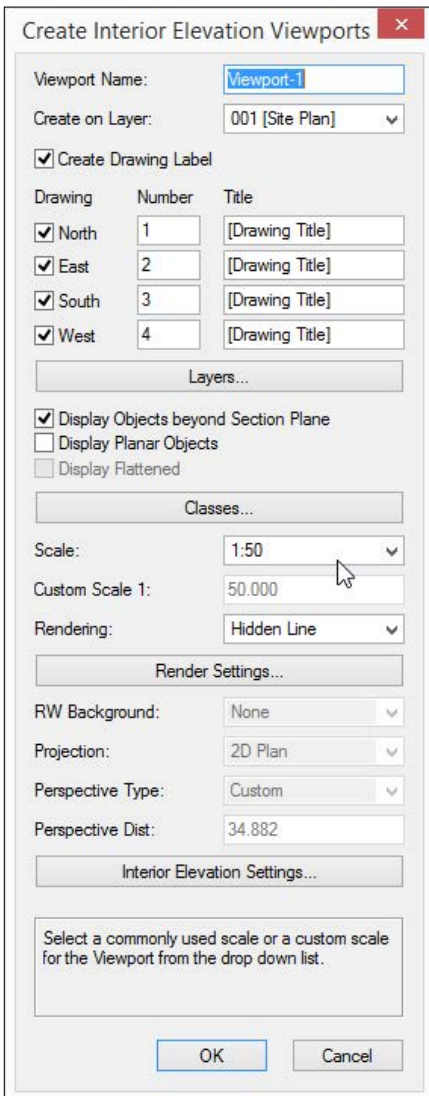 Create Interior Elevation Viewports
Viewport Name: Viewport-1
Create on Layer: 001 [Site Plan]
Create Drawing Label
Drawing Number Title
North 1 [Drawing Title]
East 2 [Drawing Title]
South 3 [Drawing Title]
West 4 [Drawing Title]
Layers...
Display Objects beyond Section Plane
Display Planar Objects
Display Flattened
Classes...
Scale: 1:50
Custom Scale 1: 50.000
Rendering: Hidden Line
Render Settings...
RW Background: None
Projection: 2D Plan
Perspective Type: Custom
Perspective Dist: 34.882
Interior Elevation Settings...
Select a commonly used scale or a custom scale
for the Viewport from the drop down list.
OK Cancel